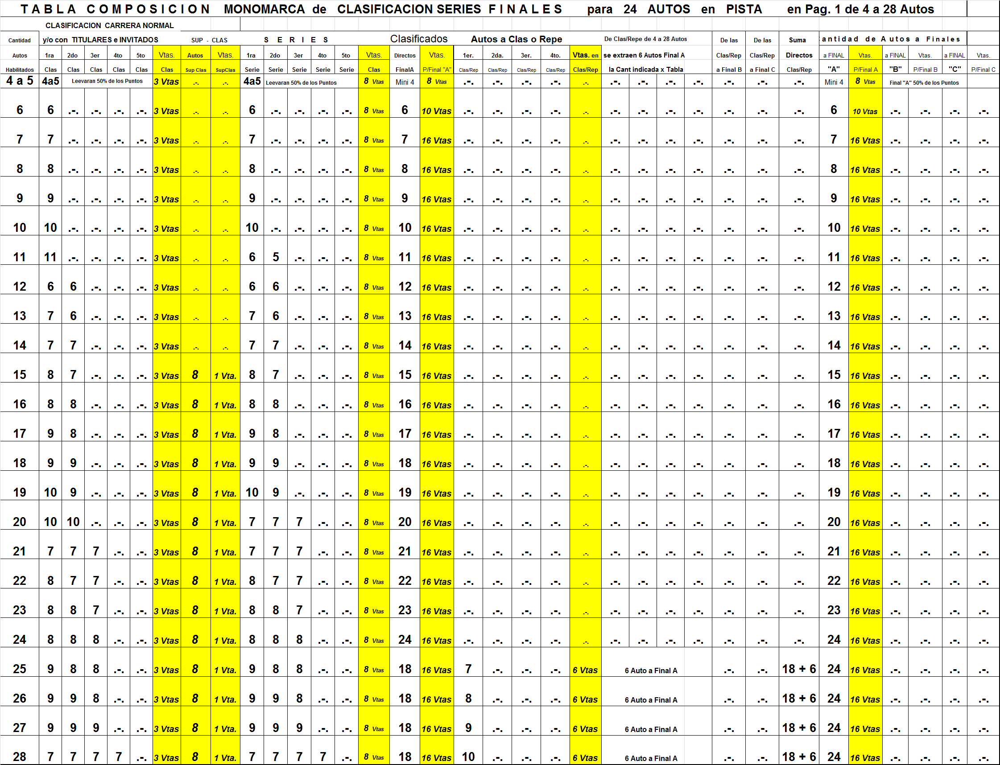 T A B L A   C O M P O S I C I O N   MONOMARCA de CLASIFICACION SERIES F I N A L E S   para 24 AUTOS en PISTA   en Pag. 1 de 4 a 28 Autos
CLASIFICACION CARRERA NORMAL
Cantidad y/o con TITULARES e INVITADOS SUP - CLAS S E R I E S Clasificados Autos a Clas o Repe De Clas/Repe de 4 a 28 Autos De las De las Suma antidad de Autos a Finales
Autos 1ra 2do 3er 4to 5to Vtas. Autos Vtas. 1ra 2do 3er 4to 5to Vtas. Directos Vtas. 1er. 2da. 3er. 4to. Vtas. en se extraen 6 Autos Final A Clas/Rep Clas/Rep Directos a FINAL Vtas. a FINAL Vtas. a FINAL Vtas.
Habilitados Clas Clas Clas Clas Clas Clas Sup Clas SupClas Serie Serie Serie Serie Serie Clas FinalA P/Final "A" Clas/Rep Clas/Rep Clas/Rep Clas/Rep Clas/Rep la Cant indicada x Tabla a Final B a Final C Clas/Rep "A" P/Final A "B" P/Final B "C" P/Final C
4 a 5 4a5 Leevaran 50% de los Puntos 3 Vtas .-. .-. 4a5 Leevaran 50% de los Puntos 8 Vtas Mini 4 8 Vtas .-. .-. .-. .-. .-. .-. .-. .-. .-. .-. .-. .-. Mini 4 8 Vtas Final "A" 50% de los Puntos
6 6 .-. .-. .-. .-. 3 Vtas .-. .-. 6 .-. .-. .-. .-. 8 Vtas 6 10 Vtas .-. .-. .-. .-. .-. .-. .-. .-. .-. .-. .-. .-. 6 10 Vtas .-. .-. .-. .-.
7 7 .-. .-. .-. .-. 3 Vtas .-. .-. 7 .-. .-. .-. .-. 8 Vtas 7 16 Vtas .-. .-. .-. .-. .-. .-. .-. .-. .-. .-. .-. .-. 7 16 Vtas .-. .-. .-. .-.
8 8 .-. .-. .-. .-. 3 Vtas .-. .-. 8 .-. .-. .-. .-. 8 Vtas 8 16 Vtas .-. .-. .-. .-. .-. .-. .-. .-. .-. .-. .-. .-. 8 16 Vtas .-. .-. .-. .-.
9 9 .-. .-. .-. .-. 3 Vtas .-. .-. 9 .-. .-. .-. .-. 8 Vtas 9 16 Vtas .-. .-. .-. .-. .-. .-. .-. .-. .-. .-. .-. .-. 9 16 Vtas .-. .-. .-. .-.
10 10 .-. .-. .-. .-. 3 Vtas .-. .-. 10 .-. .-. .-. .-. 8 Vtas 10 16 Vtas .-. .-. .-. .-. .-. .-. .-. .-. .-. .-. .-. .-. 10 16 Vtas .-. .-. .-. .-.
11 11 .-. .-. .-. .-. 3 Vtas .-. .-. 6 5 .-. .-. .-. 8 Vtas 11 16 Vtas .-. .-. .-. .-. .-. .-. .-. .-. .-. .-. .-. .-. 11 16 Vtas .-. .-. .-. .-.
12 6 6 .-. .-. .-. 3 Vtas .-. .-. 6 6 .-. .-. .-. 8 Vtas 12 16 Vtas .-. .-. .-. .-. .-. .-. .-. .-. .-. .-. .-. .-. 12 16 Vtas .-. .-. .-. .-.
13 7 6 .-. .-. .-. 3 Vtas .-. .-. 7 6 .-. .-. .-. 8 Vtas 13 16 Vtas .-. .-. .-. .-. .-. .-. .-. .-. .-. .-. .-. .-. 13 16 Vtas .-. .-. .-. .-.
14 7 7 .-. .-. .-. 3 Vtas .-. .-. 7 7 .-. .-. .-. 8 Vtas 14 16 Vtas .-. .-. .-. .-. .-. .-. .-. .-. .-. .-. .-. .-. 14 16 Vtas .-. .-. .-. .-.
15 8 7 .-. .-. .-. 3 Vtas 8 1 Vta. 8 7 .-. .-. .-. 8 Vtas 15 16 Vtas .-. .-. .-. .-. .-. .-. .-. .-. .-. .-. .-. .-. 15 16 Vtas .-. .-. .-. .-.
16 8 8 .-. .-. .-. 3 Vtas 8 1 Vta. 8 8 .-. .-. .-. 8 Vtas 16 16 Vtas .-. .-. .-. .-. .-. .-. .-. .-. .-. .-. .-. .-. 16 16 Vtas .-. .-. .-. .-.
17 9 8 .-. .-. .-. 3 Vtas 8 1 Vta. 9 8 .-. .-. .-. 8 Vtas 17 16 Vtas .-. .-. .-. .-. .-. .-. .-. .-. .-. .-. .-. .-. 17 16 Vtas .-. .-. .-. .-.
18 9 9 .-. .-. .-. 3 Vtas 8 1 Vta. 9 9 .-. .-. .-. 8 Vtas 18 16 Vtas .-. .-. .-. .-. .-. .-. .-. .-. .-. .-. .-. .-. 18 16 Vtas .-. .-. .-. .-.
19 10 9 .-. .-. .-. 3 Vtas 8 1 Vta. 10 9 .-. .-. .-. 8 Vtas 19 16 Vtas .-. .-. .-. .-. .-. .-. .-. .-. .-. .-. .-. .-. 19 16 Vtas .-. .-. .-. .-.
20 10 10 .-. .-. .-. 3 Vtas 8 1 Vta. 7 7 7 .-. .-. 8 Vtas 20 16 Vtas .-. .-. .-. .-. .-. .-. .-. .-. .-. .-. .-. .-. 20 16 Vtas .-. .-. .-. .-.
21 7 7 7 .-. .-. 3 Vtas 8 1 Vta. 7 7 7 .-. .-. 8 Vtas 21 16 Vtas .-. .-. .-. .-. .-. .-. .-. .-. .-. .-. .-. .-. 21 16 Vtas .-. .-. .-. .-.
22 8 7 7 .-. .-. 3 Vtas 8 1 Vta. 8 7 7 .-. .-. 8 Vtas 22 16 Vtas .-. .-. .-. .-. .-. .-. .-. .-. .-. .-. .-. .-. 22 16 Vtas .-. .-. .-. .-.
23 8 8 7 .-. .-. 3 Vtas 8 1 Vta. 8 8 7 .-. .-. 8 Vtas 23 16 Vtas .-. .-. .-. .-. .-. .-. .-. .-. .-. .-. .-. .-. 23 16 Vtas .-. .-. .-. .-.
24 8 8 8 .-. .-. 3 Vtas 8 1 Vta. 8 8 8 .-. .-. 8 Vtas 24 16 Vtas .-. .-. .-. .-. .-. .-. .-. .-. .-. .-. .-. .-. 24 16 Vtas .-. .-. .-. .-.
25 9 8 8 .-. .-. 3 Vtas 8 1 Vta. 9 8 8 .-. .-. 8 Vtas 18 16 Vtas 7 .-. .-. .-. 6 Vtas 6 Auto a Final A .-. .-. 18 + 6 24 16 Vtas .-. .-. .-. .-.
26 9 9 8 .-. .-. 3 Vtas 8 1 Vta. 9 9 8 .-. .-. 8 Vtas 18 16 Vtas 8 .-. .-. .-. 6 Vtas 6 Auto a Final A .-. .-. 18 + 6 24 16 Vtas .-. .-. .-. .-.
27 9 9 9 .-. .-. 3 Vtas 8 1 Vta. 9 9 9 .-. .-. 8 Vtas 18 16 Vtas 9 .-. .-. .-. 6 Vtas 6 Auto a Final A .-. .-. 18 + 6 24 16 Vtas .-. .-. .-. .-.
28 7 7 7 7 .-. 3 Vtas 8 1 Vta. 7 7 7 7 .-. 8 Vtas 18 16 Vtas 10 .-. .-. .-. 6 Vtas 6 Auto a Final A .-. .-. 18 + 6 24 16 Vtas .-. .-. .-. .-.